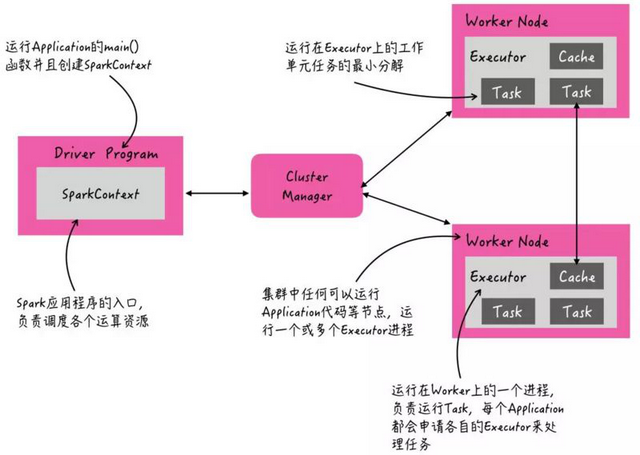 运行Application的main()
函数并且创建SparkContext
Driver Program
SparkContext
Spark应用程序的入口,
负责调度各个运算资源
Cluster
Manager
运行在Executor上的工作
单元任务的最小分解
Worker Node
Executor
Cache
Task
Task
集群中任何可以运行
Application代码等节点，运
行一个或多个Executor进程
Worker Node
Executor
Cache
Task
Task
运行在Worker上的一个进程,
负责运行Task，每个Application
都会申请各自的Executor来处
理任务